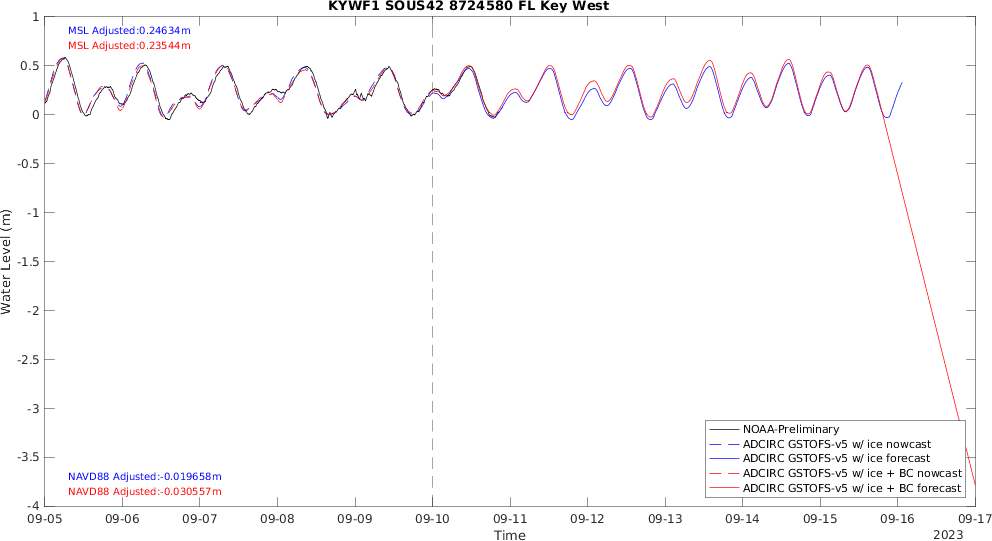 KYWF1 SOUS42 8724580 FL Key West
MSL Adjusted:0.24634m
MSL Adjusted:0.23544m
1
0.5
0
-0.5
-1
-1.5
-2
-2.5
-3
-3.5
-4
Water Level (m)
NAVD88 Adjusted:-0.019658m
NAVD88 Adjusted:-0.030557m
NOAA-Preliminary
ADCIRC GSTOFS-v5 w/ ice nowcast
ADCIRC GSTOFS-v5 w/ ice forecast
ADCIRC GSTOFS-v5 w/ ice + BC nowcast
ADCIRC GSTOFS-v5 w/ ice + BC forecast
09-05 09-06 09-07 09-08 09-09 09-10 09-11 09-12 09-13 09-14 09-15 09-16 09-17
Time
2023